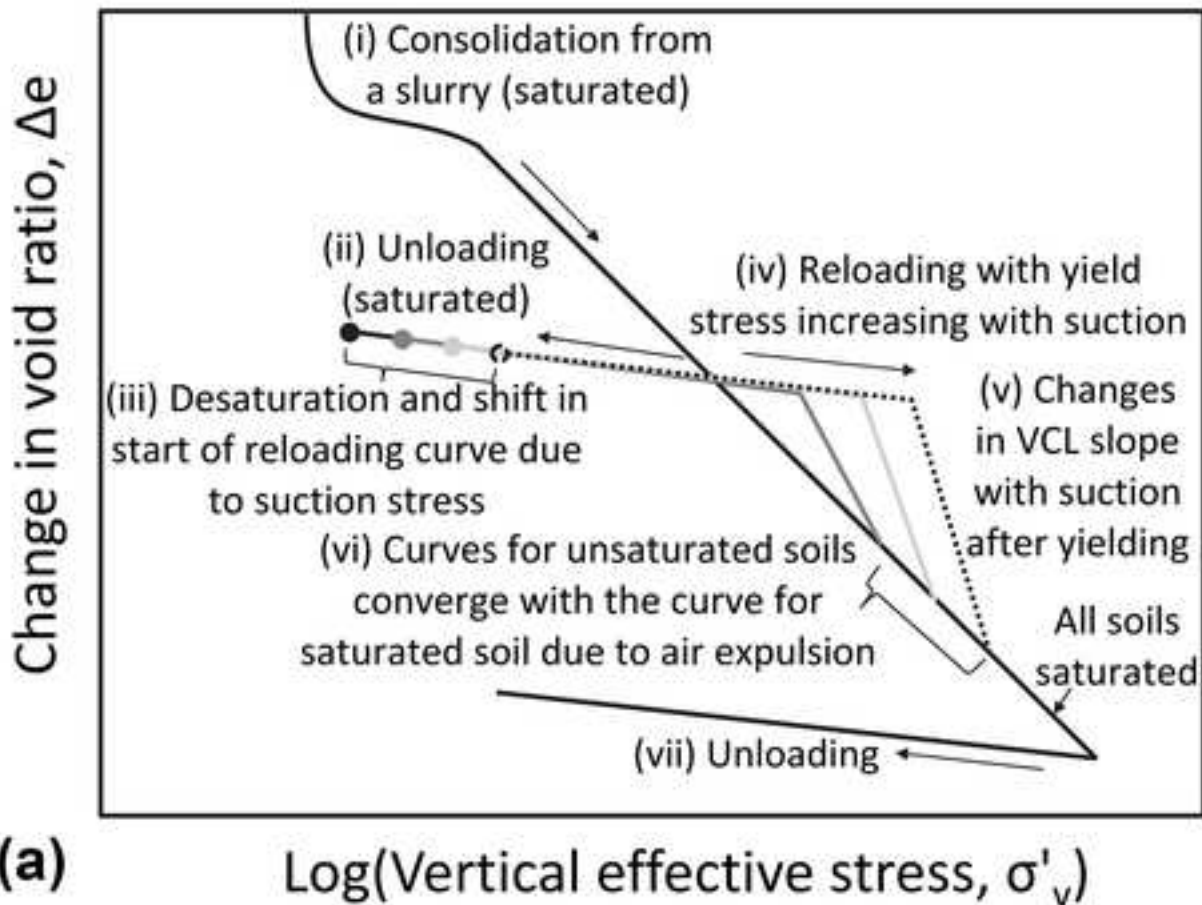 Change in void ratio, Δe
(i) Consolidation from
a slurry (saturated)
(ii) Unloading
(saturated)
(iv) Reloading with yield
stress increasing with suction
(iii) Desaturation and shift in
start of reloading curve due
to suction stress
(v) Changes
in VCL slope
with suction
after yielding
(vi) Curves for unsaturated soils
converge with the curve for
saturated soil due to air expulsion
All soils
saturated
(vii) Unloading
(a)
Log(Vertical effective stress, σ'v)